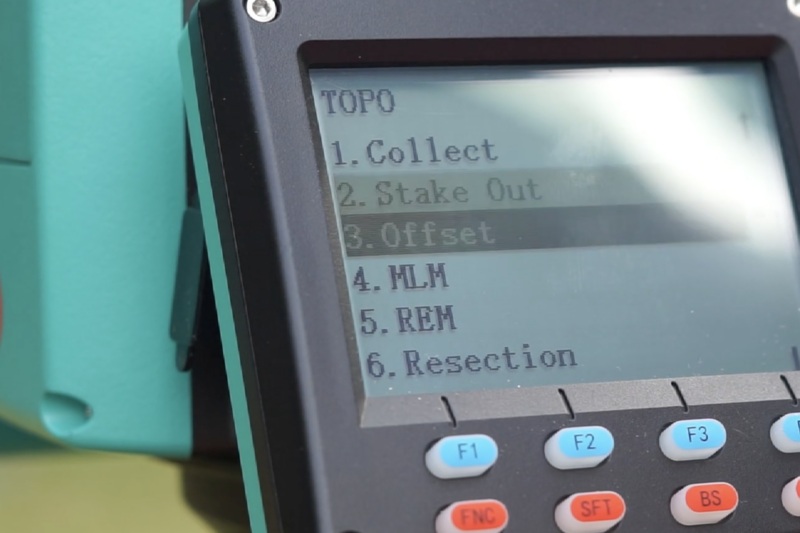 TOPO
1.Collect
2.Stake Out
3.Offset
4.MLM
5.REM
6.Resection
F1 F2 F3
FNC SFT BS